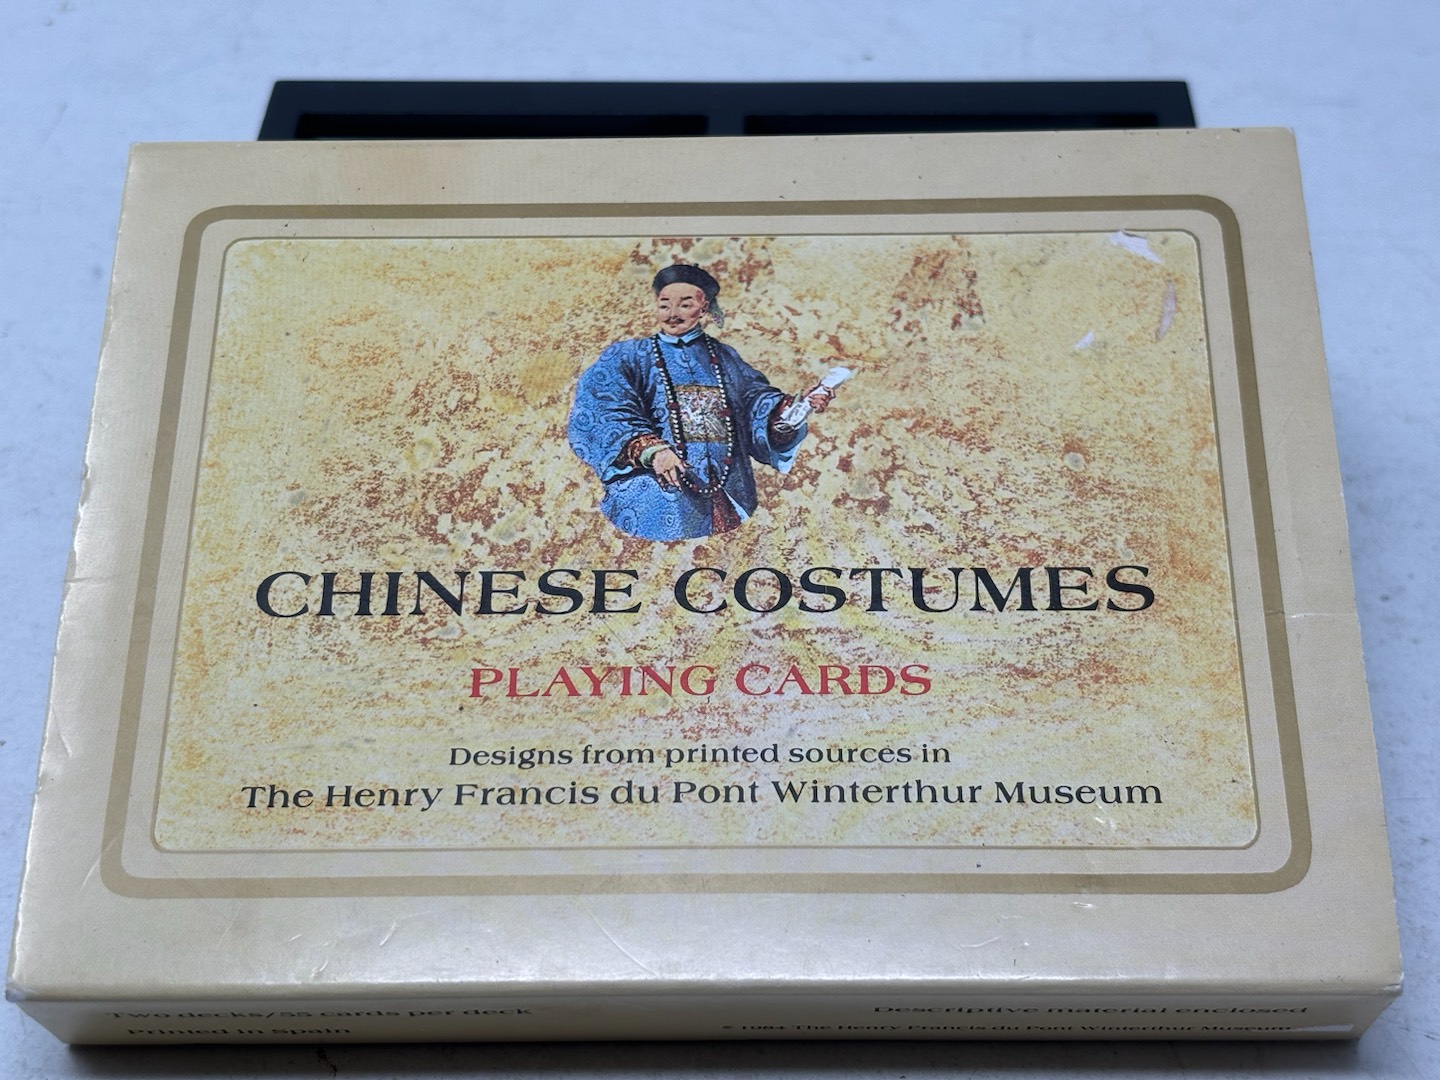 CHINESE COSTUMES
PLAYING CARDS
Designs from printed sources in
The Henry Francis du Pont Winterthur Museum
Two decks/55 cards per deck
Printed in Spain
Descriptive material enclosed
© 1984 The Henry Francis du Pont Winterthur Museum